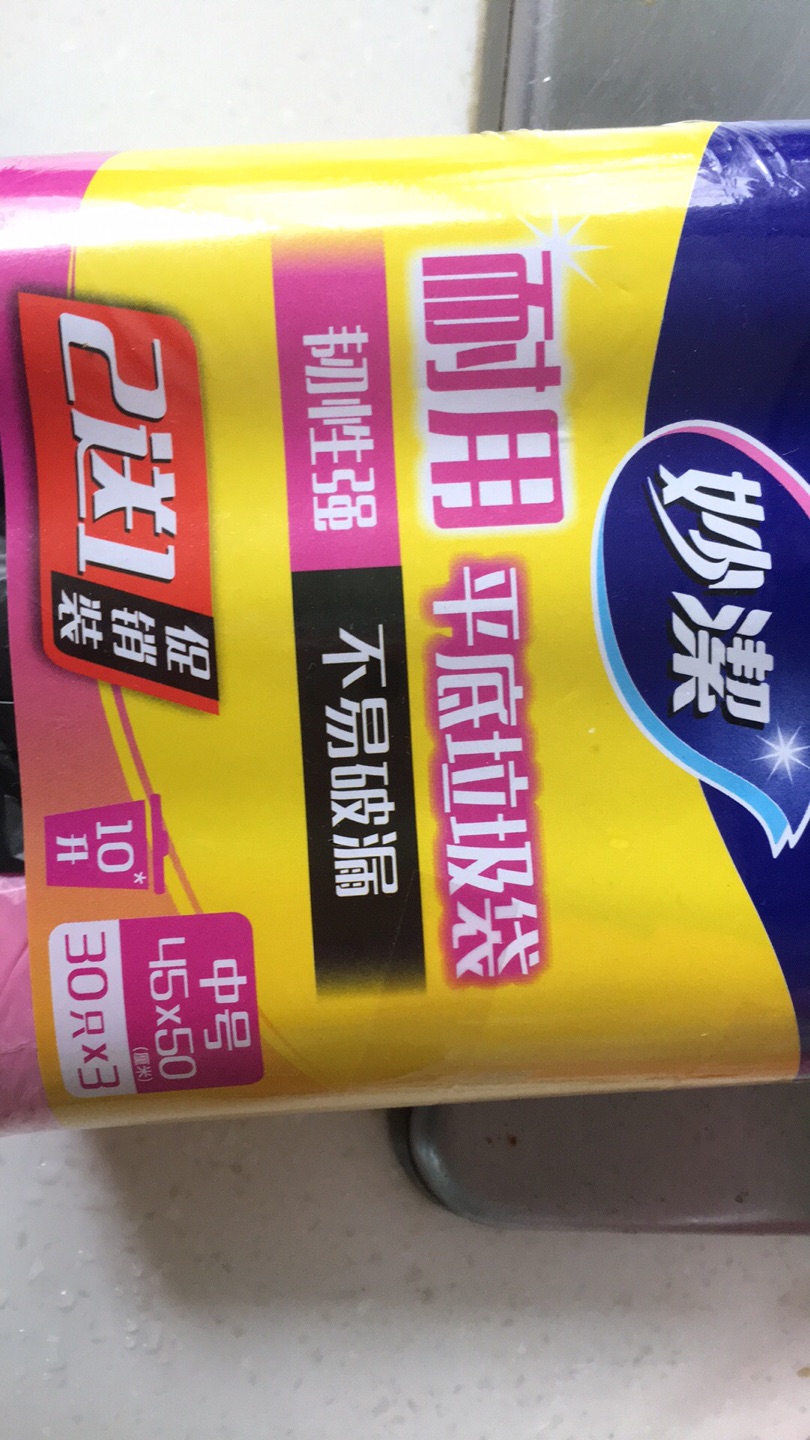 妙潔
耐用 平底垃圾袋
韧性强 不易破漏
2送1 促销装
10*升
中号
45x50(厘米)
30只x3